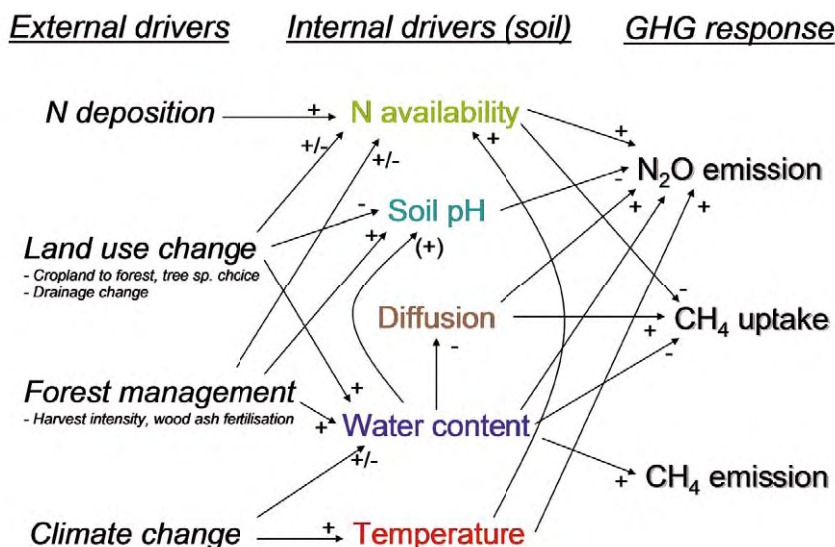 External drivers
Internal drivers (soil)
GHG response
N deposition
+
N availability
+/-
+/-
+
+
N₂O emission
-
+
+
-
Soil pH
+
(+)
Land use change
- Cropland to forest, tree sp. choice
- Drainage change
-
Diffusion
+
CH₄ uptake
-
-
Forest management
- Harvest intensity, wood ash fertilisation
+
+
Water content
+/-
+
CH₄ emission
Climate change
+
Temperature